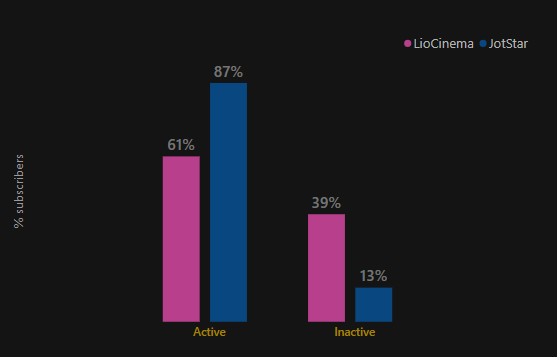 LioCinema JotStar
87%
61%
39%
13%
% subscribers
Active Inactive